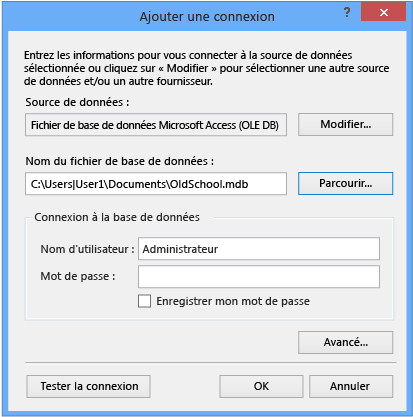 Ajouter une connexion
?
Entrez les informations pour vous connecter à la source de données
sélectionnée ou cliquez sur « Modifier » pour sélectionner une autre source
de données et/ou un autre fournisseur.
Source de données :
Fichier de base de données Microsoft Access (OLE DB)
Modifier...
Nom du fichier de base de données :
C:\Users|User1\Documents\OldSchool.mdb
Parcourir...
Connexion à la base de données
Nom d'utilisateur : Administrateur
Mot de passe :
Enregistrer mon mot de passe
Avancé...
Tester la connexion OK Annuler